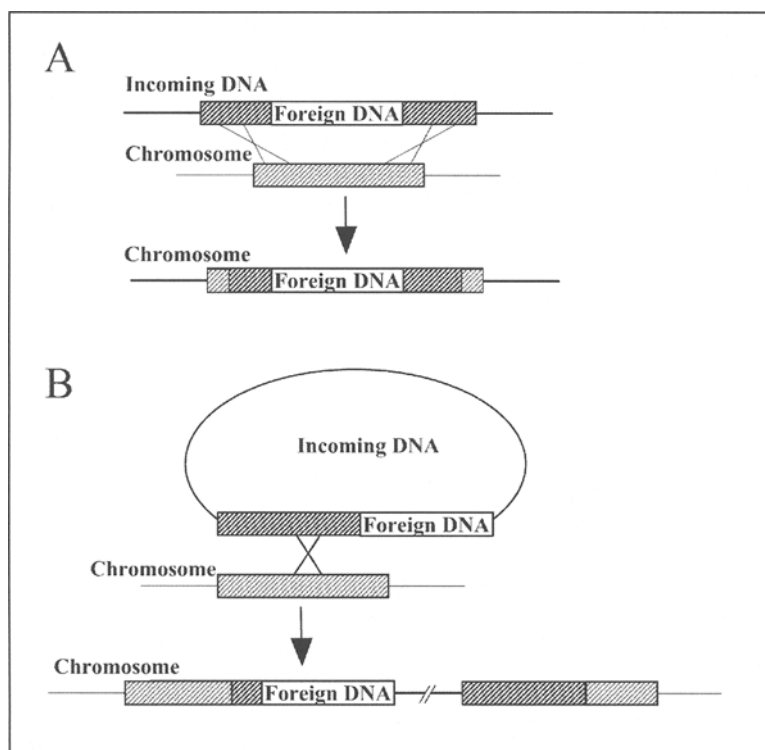 A
Incoming DNA
Foreign DNA
Chromosome
Chromosome
Foreign DNA
B
Incoming DNA
Foreign DNA
Chromosome
Chromosome
Foreign DNA